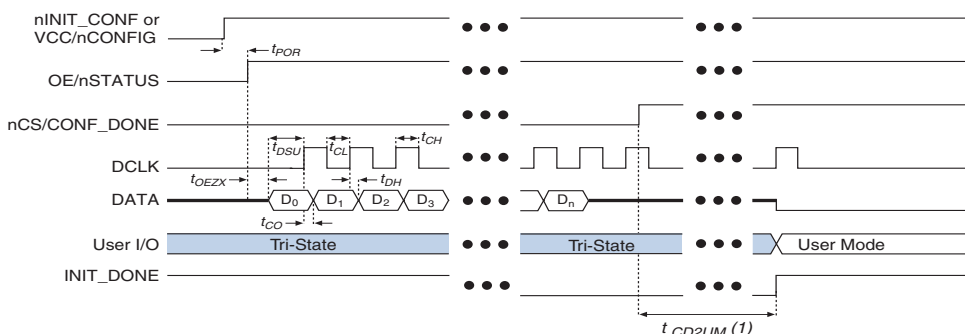 nINIT_CONF or
VCC/nCONFIG
tPOR
OE/nSTATUS
nCS/CONF_DONE
tDSU
tCL
tCH
DCLK
tOEZX
tDH
DATA
D0
D1
D2
D3
Dn
tCO
User I/O
Tri-State
Tri-State
User Mode
INIT_DONE
t CD2UM (1)